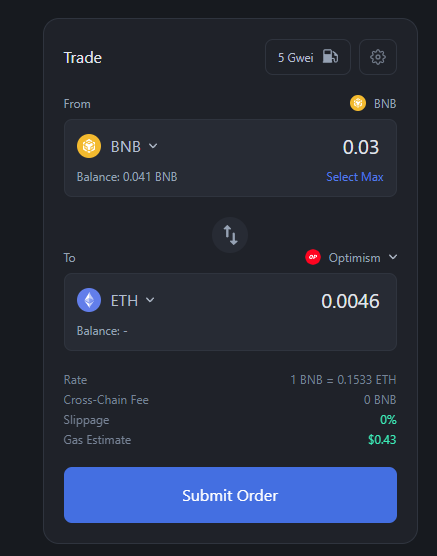 Trade
5 Gwei
From
BNB
BNB
0.03
Balance: 0.041 BNB
Select Max
To
OP
Optimism
ETH
0.0046
Balance: -
Rate
1 BNB = 0.1533 ETH
Cross-Chain Fee
0 BNB
Slippage
0%
Gas Estimate
$0.43
Submit Order